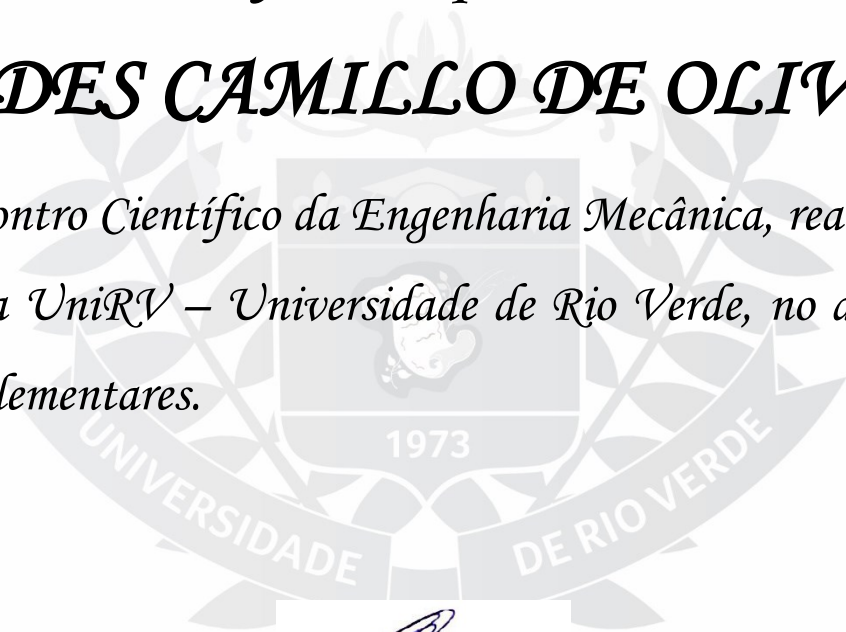 DES CAMILLO DE OLIV
ontro Científico da Engenharia Mecânica, rea
a UniRV – Universidade de Rio Verde, no d
lementares.
1973
UNIVERSIDADE DE RIO VERDE